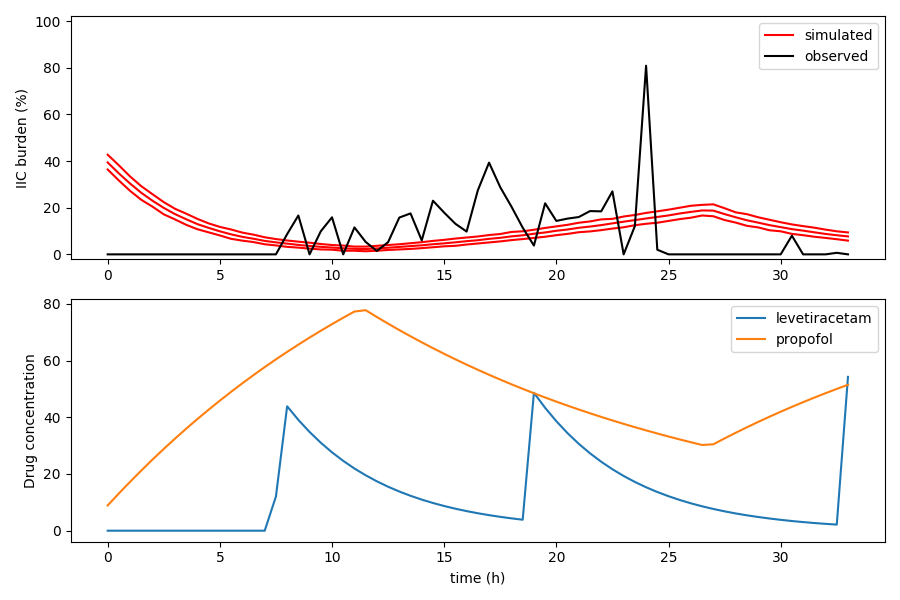 100
80
60
40
20
0
IIC burden (%)
simulated
observed
0 5 10 15 20 25 30
80
60
40
20
0
Drug concentration
levetiracetam
propofol
0 5 10 15 20 25 30
time (h)